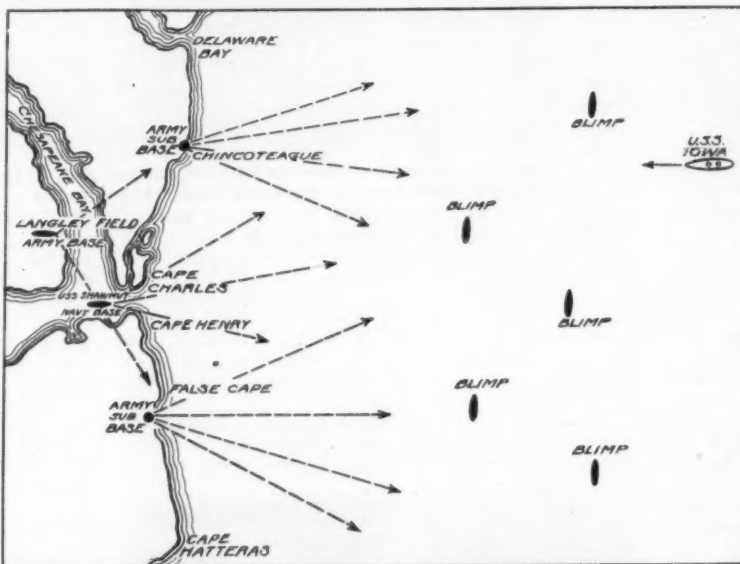 DELAWARE
BAY
CHESAPEAKE BAY
ARMY
SUB
BASE
CHINCOTEAGUE
BLIMP
U.S.S.
IOWA
LANGLEY FIELD
ARMY BASE
BLIMP
CAPE
CHARLES
USS SHAWMUT
NAVY BASE
CAPE HENRY
BLIMP
FALSE CAPE
ARMY
SUB
BASE
BLIMP
BLIMP
CAPE
HATTERAS